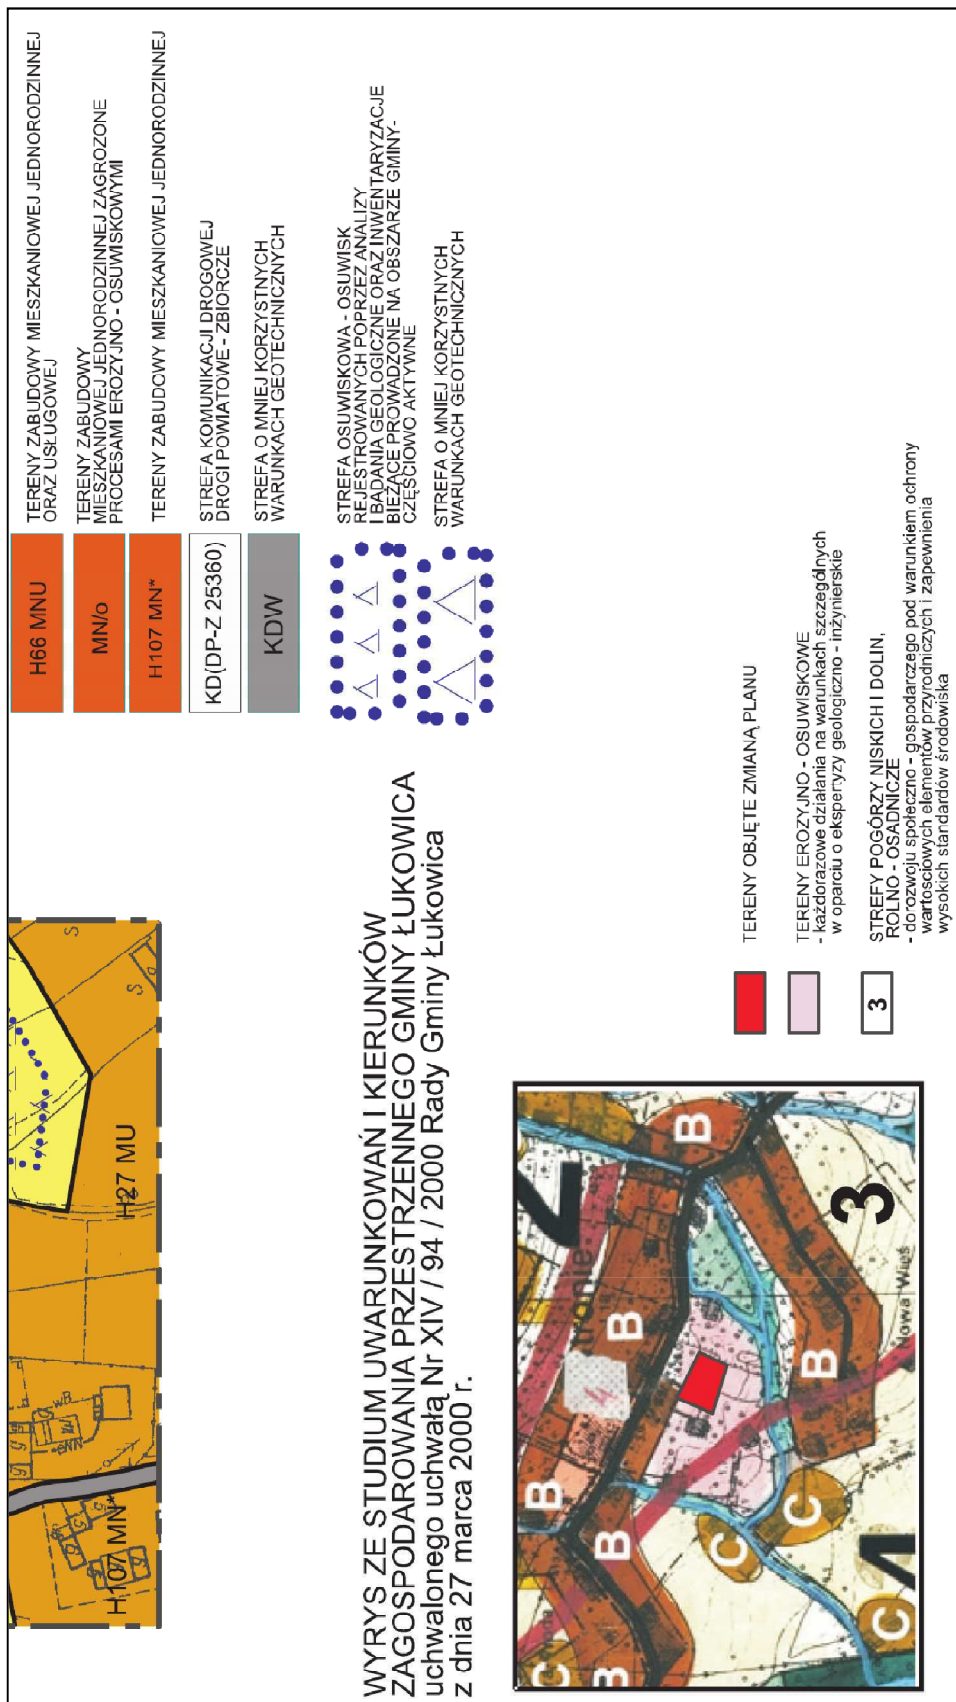 H66 MNU
TERENY ZABUDOWY MIESZKANIOWEJ JEDNORODZINNEJ
ORAZ USŁUGOWEJ
MN/o
TERENY ZABUDOWY
MIESZKANIOWEJ JEDNORODZINNEJ ZAGROZONE
PROCESAMI EROZYJNO - OSUWISKOWYMI
H107 MN*
TERENY ZABUDOWY MIESZKANIOWEJ JEDNORODZINNEJ
KD(DP-Z 25360)
STREFA KOMUNIKACJI DROGOWEJ
DROGI POWIATOWE - ZBIORCZE
KDW
STREFA O MNIEJ KORZYSTNYCH
WARUNKACH GEOTECHNICZNYCH
STREFA OSUWISKOWA - OSUWISK
REJESTROWANYCH POPRZEZ ANALIZY
I BADANIA GEOLOGICZNE ORAZ INWENTARYZACJE
BIEŻĄCE PROWADZONE NA OBSZARZE GMINY-
CZĘŚCIOWO AKTYWNE
STREFA O MNIEJ KORZYSTNYCH
WARUNKACH GEOTECHNICZNYCH
H107 MN*
H27 MU
S
S
WYRYS ZE STUDIUM UWARUNKOWAŃ I KIERUNKÓW
ZAGOSPODAROWANIA PRZESTRZENNEGO GMINY ŁUKOWICA
uchwalonego uchwałą Nr XIV / 94 / 2000 Rady Gminy Łukowica
z dnia 27 marca 2000 r.
C
B
B
B
B
B
B
C
C
C
3
Nowa Wieś
TERENY OBJĘTE ZMIANĄ PLANU
TERENY EROZYJNO - OSUWISKOWE
- każdorazowe działania na warunkach szczególnych
w oparciu o ekspertyzy geologiczno - inżynierskie
3
STREFY POGÓRZY NISKICH I DOLIN,
ROLNO - OSADNICZE
- dorozwoju społeczno - gospodarczego pod warunkiem ochrony
wartościowych elementów przyrodniczych i zapewnienia
wysokich standardów środowiska